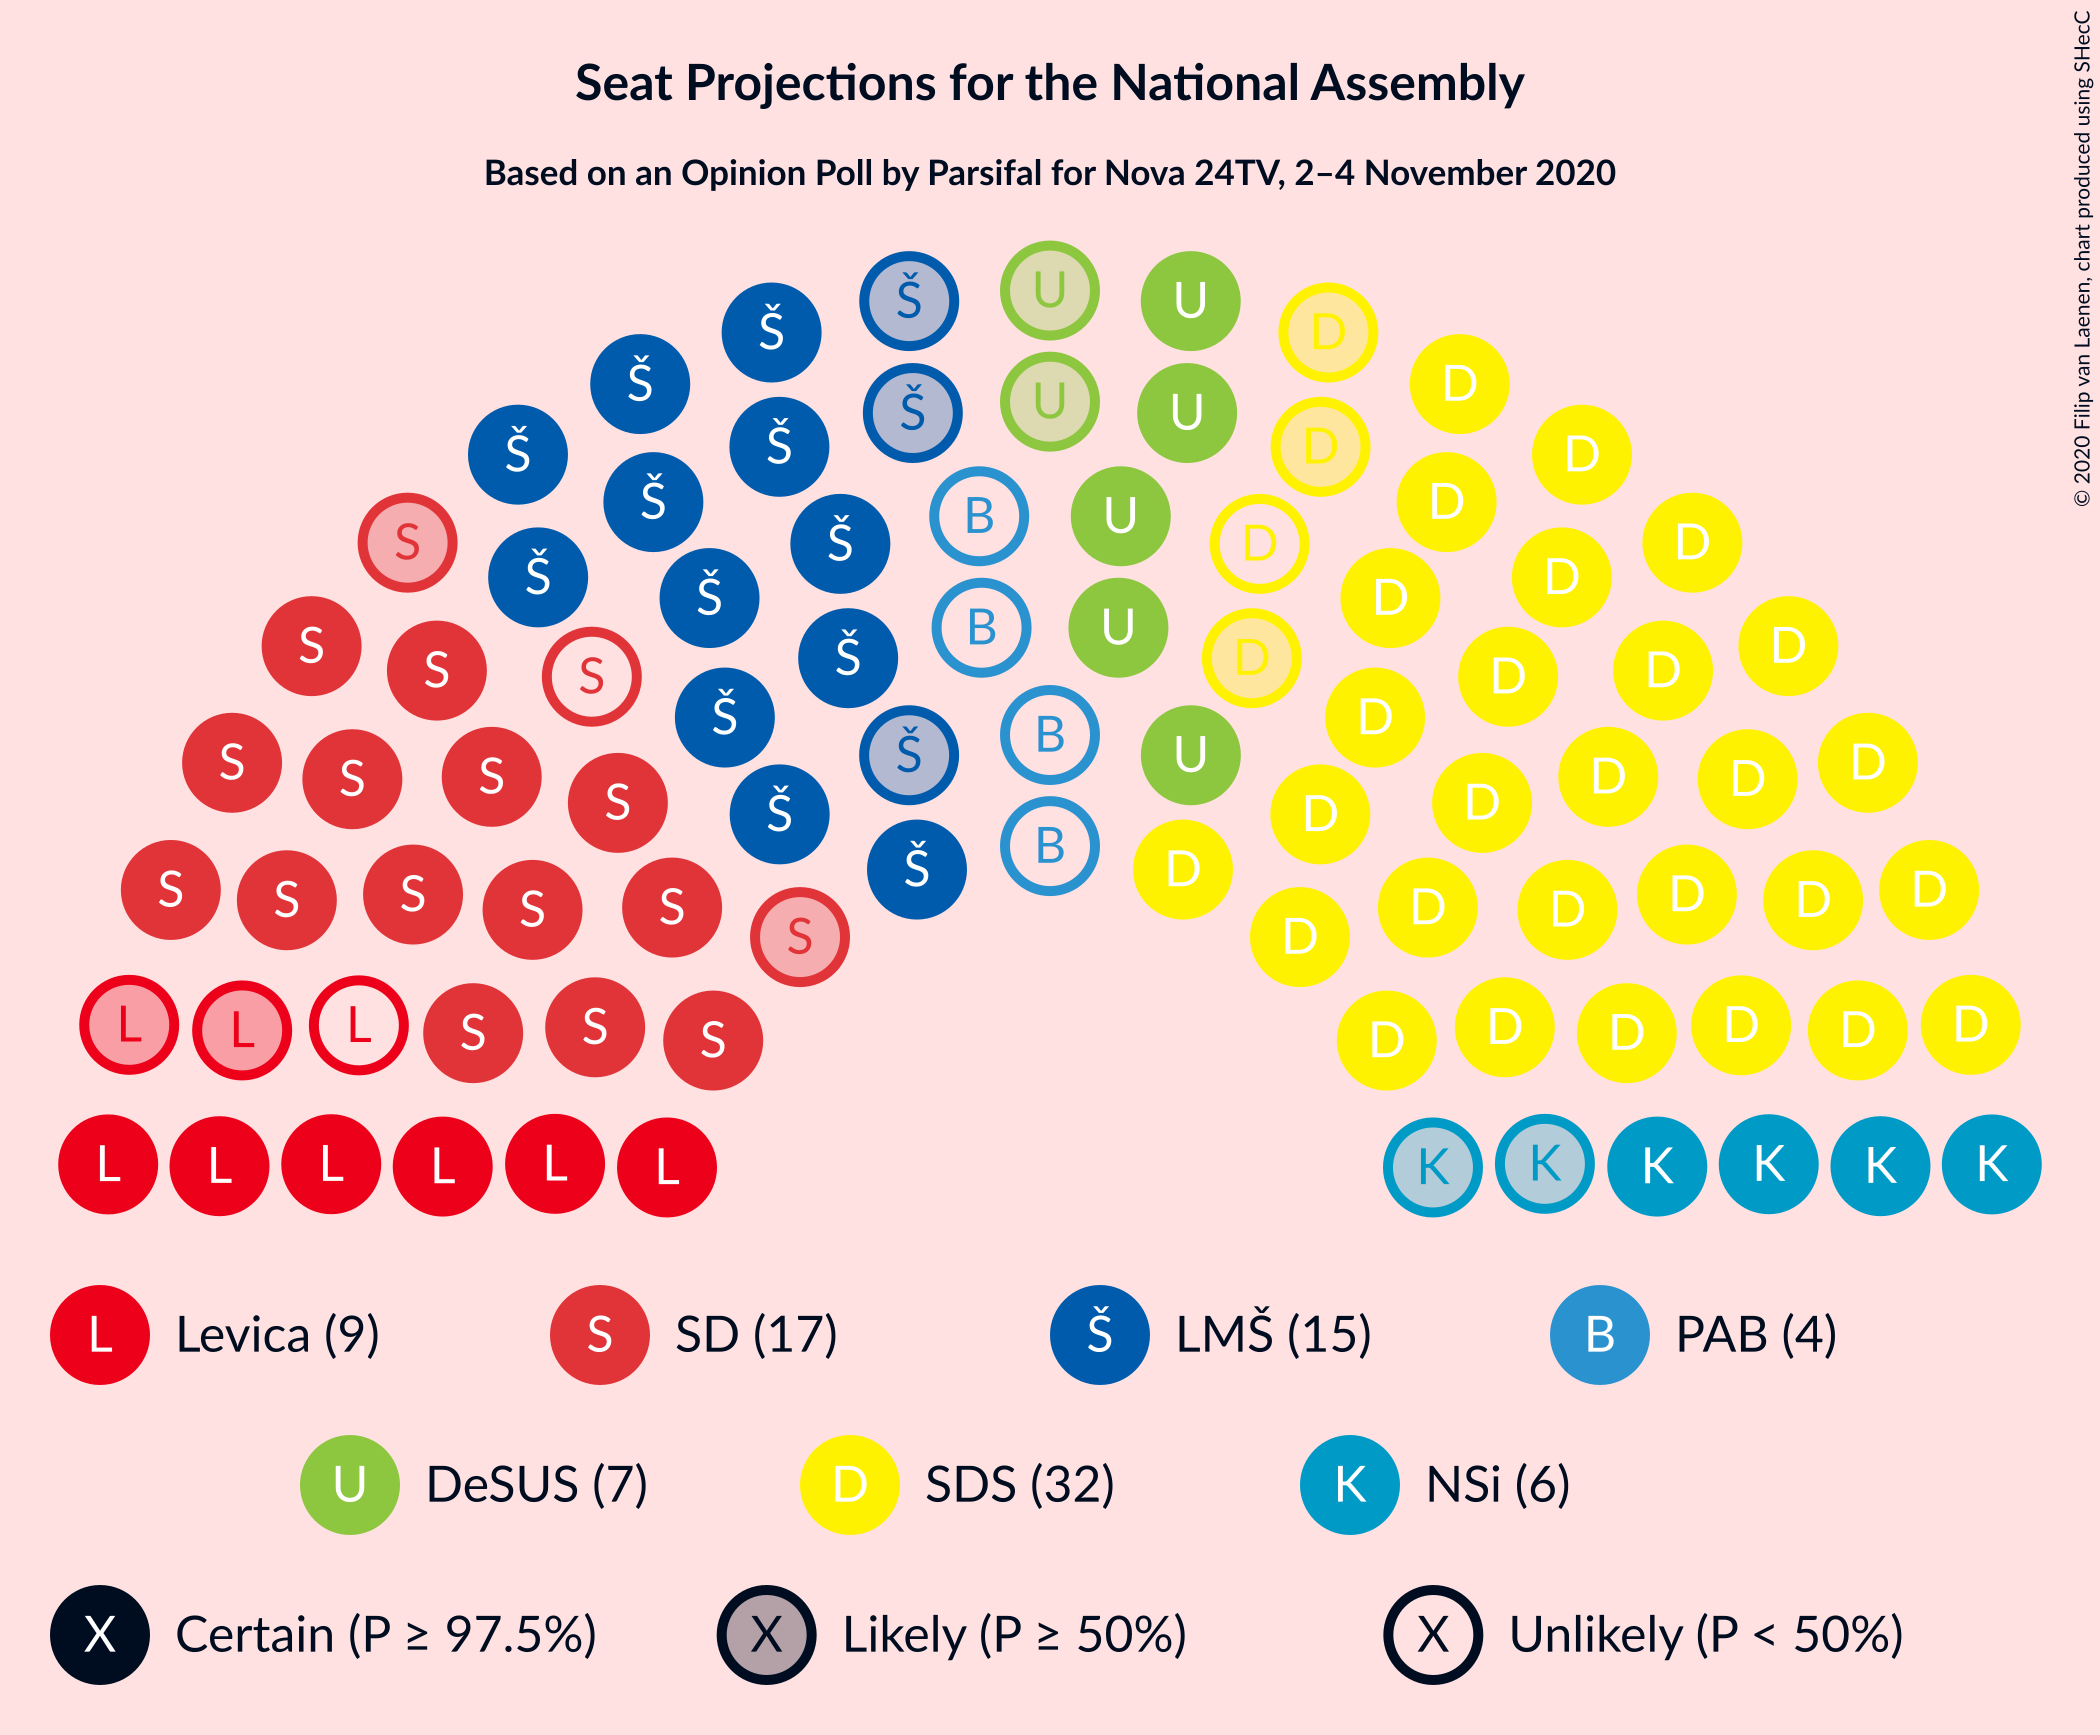 Seat Projections for the National Assembly
Based on an Opinion Poll by Parsifal for Nova 24TV, 2–4 November 2020
© 2020 Filip van Laenen, chart produced using SHecC
Š U U
Š D
Š D
Š U U
Š D
Š D
Š B U D
S D
Š D
Š D
Š B U
S Š D D
S S D D
Š B U D
S S S S Š D D D D D
S S S S S Š B D D D D D D
S D
L L L S S S D D D D D D
L L L L L L K K K K K K
L Levica (9) S SD (17) Š LMŠ (15) B PAB (4)
U DeSUS (7) D SDS (32) K NSi (6)
X Certain (P ≥ 97.5%) X Likely (P ≥ 50%) X Unlikely (P < 50%)